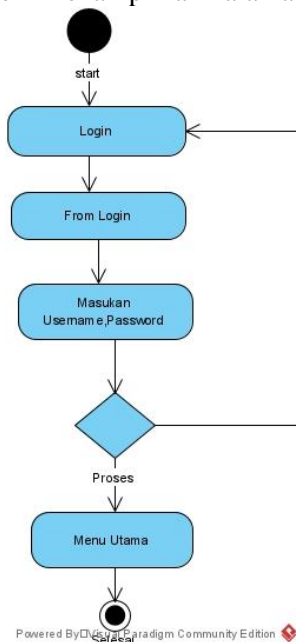 start
Login
From Login
Masukan
Username,Password
Proses
Menu Utama
Selesai
Powered By Visual Paradigm Community Edition